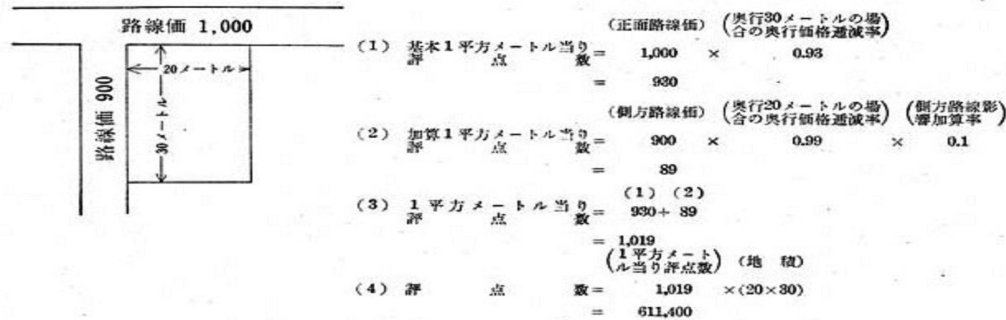 路線価 1,000
20メートル
30メートル
路線価 900
(正面路線価) (奥行30メートルの場合の奥行価格逓減率)
(1) 基本1平方メートル当り評点数 = 1,000 × 0.93
= 930
(側方路線価) (奥行20メートルの場合の奥行価格逓減率) (側方路線影響加算率)
(2) 加算1平方メートル当り評点数 = 900 × 0.99 × 0.1
= 89
(1) (2)
(3) 1平方メートル当り評点数 = 930+ 89
= 1,019
(1平方メートル当り評点数) (地 積)
(4) 評点数 = 1,019 ×(20×30)
= 611,400